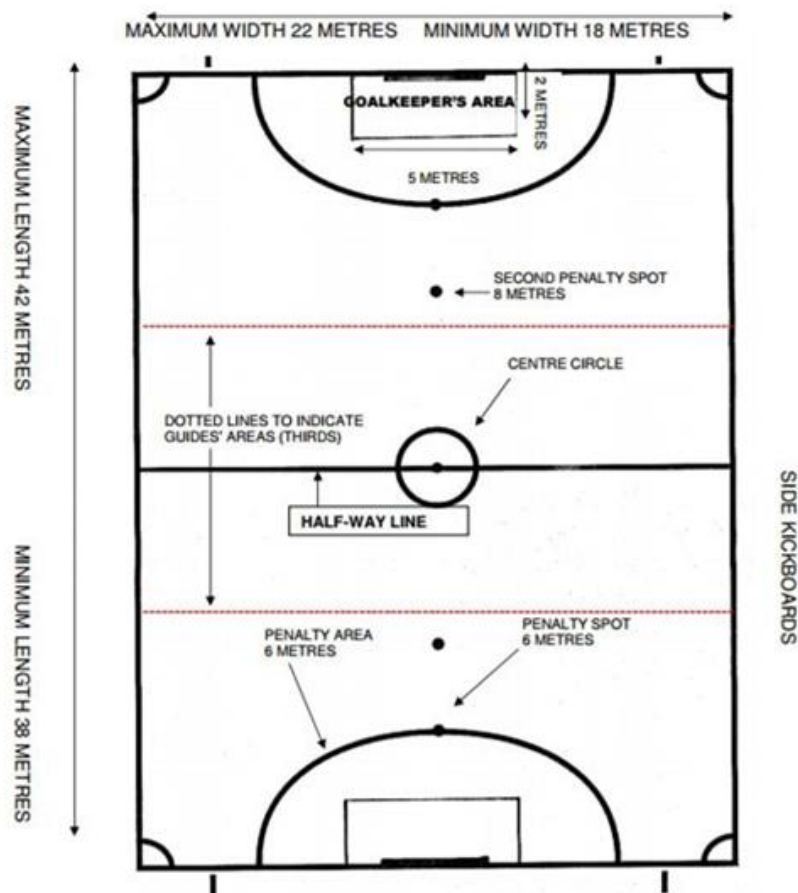 MAXIMUM WIDTH 22 METRES
MINIMUM WIDTH 18 METRES
MAXIMUM LENGTH 42 METRES
MINIMUM LENGTH 38 METRES
GOALKEEPER'S AREA
2 METRES
5 METRES
SECOND PENALTY SPOT
8 METRES
CENTRE CIRCLE
DOTTED LINES TO INDICATE
GUIDES' AREAS (THIRDS)
HALF-WAY LINE
SIDE KICKBOARDS
PENALTY AREA
6 METRES
PENALTY SPOT
6 METRES